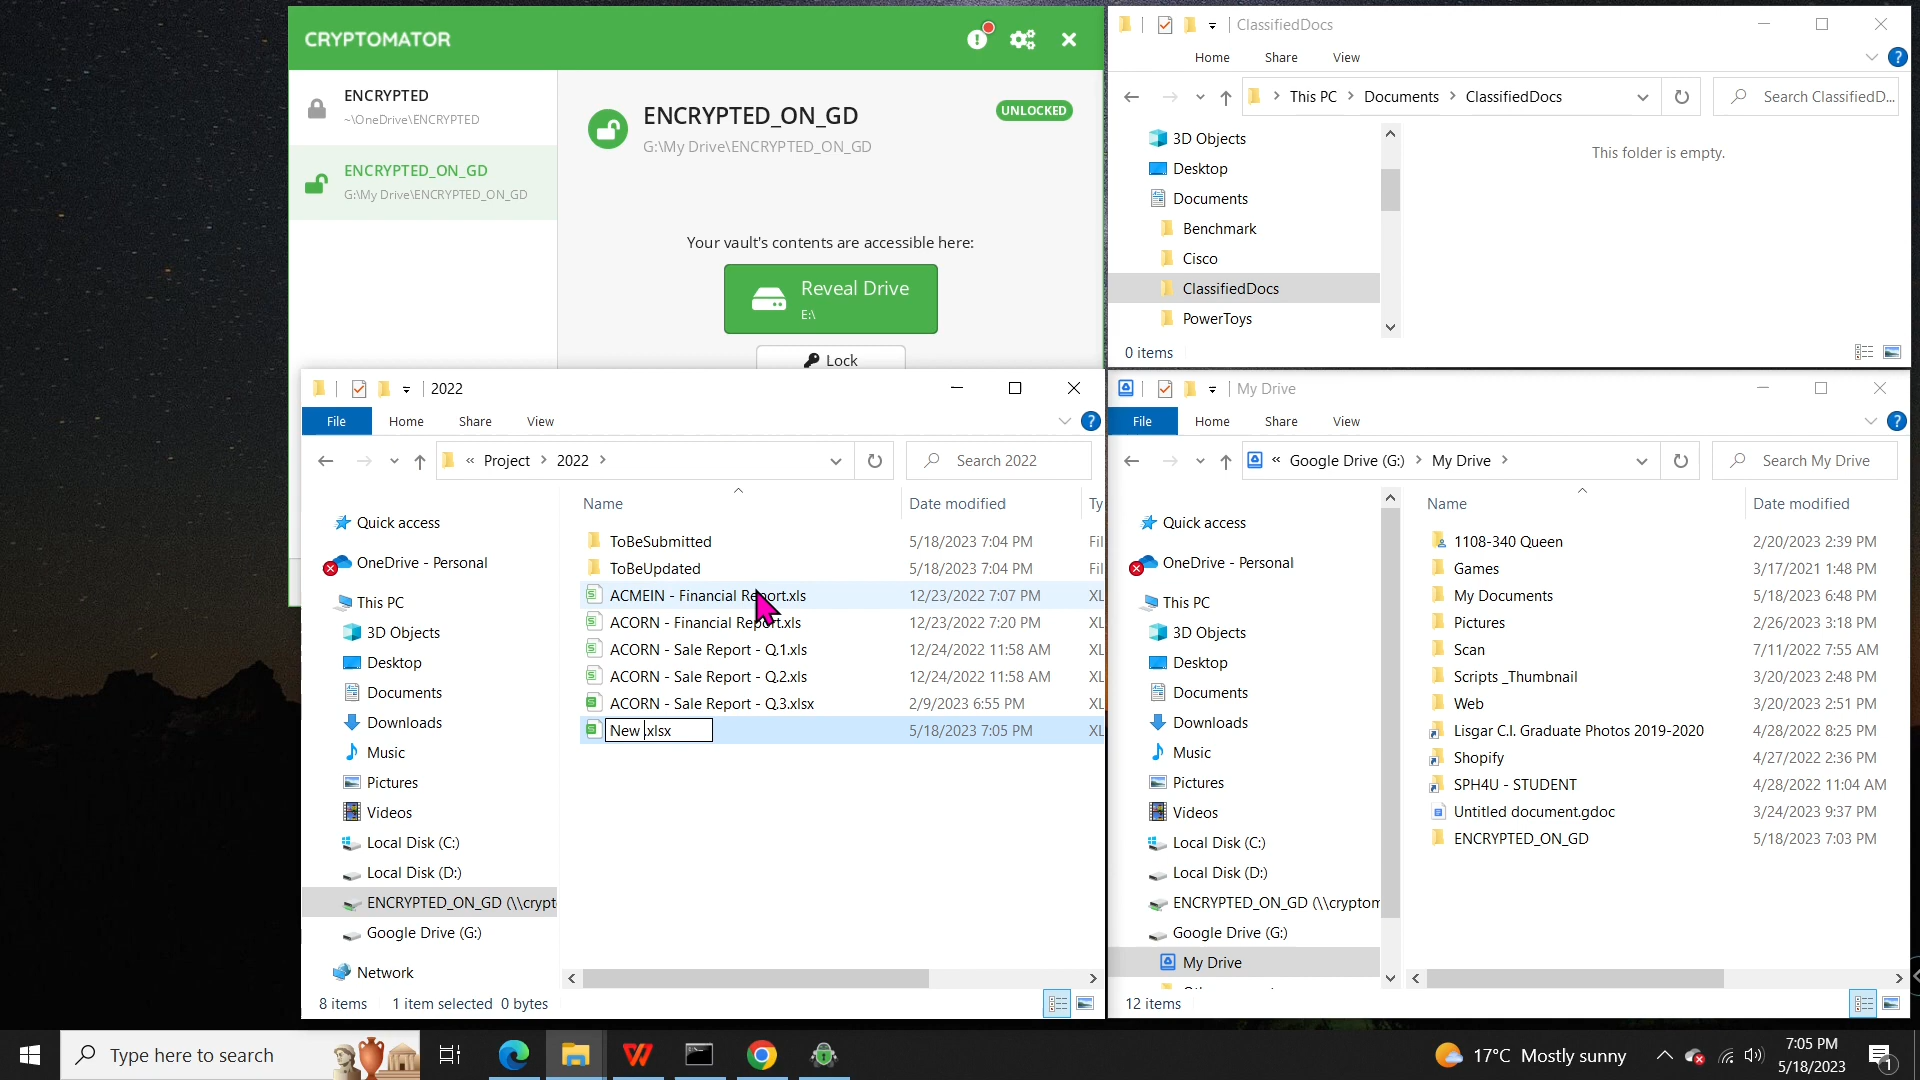 CRYPTOMATOR
ENCRYPTED
~\OneDrive\ENCRYPTED
ENCRYPTED_ON_GD
G:\My Drive\ENCRYPTED_ON_GD
ENCRYPTED_ON_GD
G:\My Drive\ENCRYPTED_ON_GD
UNLOCKED
Your vault's contents are accessible here:
Reveal Drive
E:\
Lock
ClassifiedDocs
Home Share View
This PC Documents ClassifiedDocs
Search ClassifiedD...
3D Objects
Desktop
Documents
Benchmark
Cisco
ClassifiedDocs
PowerToys
This folder is empty.
0 items
2022
File Home Share View
« Project 2022
Search 2022
Quick access
OneDrive - Personal
This PC
3D Objects
Desktop
Documents
Downloads
Music
Pictures
Videos
Local Disk (C:)
Local Disk (D:)
ENCRYPTED_ON_GD (\\crypt
Google Drive (G:)
Network
Name Date modified Ty
ToBeSubmitted 5/18/2023 7:04 PM Fil
ToBeUpdated 5/18/2023 7:04 PM Fil
ACMEIN - Financial Report.xls 12/23/2022 7:07 PM XL
ACORN - Financial Report.xls 12/23/2022 7:20 PM XL
ACORN - Sale Report - Q.1.xls 12/24/2022 11:58 AM XL
ACORN - Sale Report - Q.2.xls 12/24/2022 11:58 AM XL
ACORN - Sale Report - Q.3.xlsx 2/9/2023 6:55 PM XL
New .xlsx 5/18/2023 7:05 PM XL
8 items 1 item selected 0 bytes
My Drive
File Home Share View
« Google Drive (G:) My Drive
Search My Drive
Quick access
OneDrive - Personal
This PC
3D Objects
Desktop
Documents
Downloads
Music
Pictures
Videos
Local Disk (C:)
Local Disk (D:)
ENCRYPTED_ON_GD (\\cryptom
Google Drive (G:)
My Drive
Name Date modified
1108-340 Queen 2/20/2023 2:39 PM
Games 3/17/2021 1:48 PM
My Documents 5/18/2023 6:48 PM
Pictures 2/26/2023 3:18 PM
Scan 7/11/2022 7:55 AM
Scripts _Thumbnail 3/20/2023 2:48 PM
Web 3/20/2023 2:51 PM
Lisgar C.I. Graduate Photos 2019-2020 4/28/2022 8:25 PM
Shopify 4/27/2022 2:36 PM
SPH4U - STUDENT 4/28/2022 11:04 AM
Untitled document.gdoc 3/24/2023 9:37 PM
ENCRYPTED_ON_GD 5/18/2023 7:03 PM
12 items
Type here to search
17°C Mostly sunny
7:05 PM
5/18/2023
1